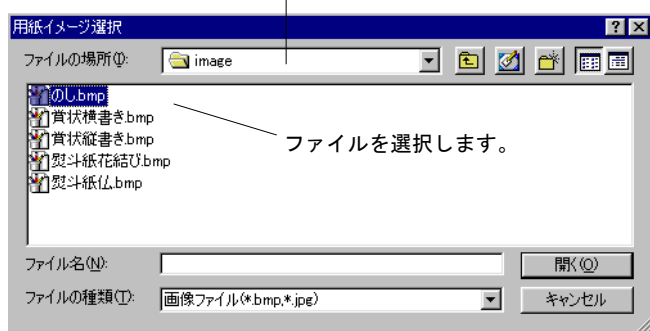 用紙イメージ選択
ファイルの場所(I):
image
のし.bmp
賞状横書き.bmp
賞状縦書き.bmp
熨斗紙花結び.bmp
熨斗紙仏.bmp
ファイルを選択します。
ファイル名(N):
開く(O)
ファイルの種類(T):
画像ファイル(*.bmp,*.jpg)
キャンセル